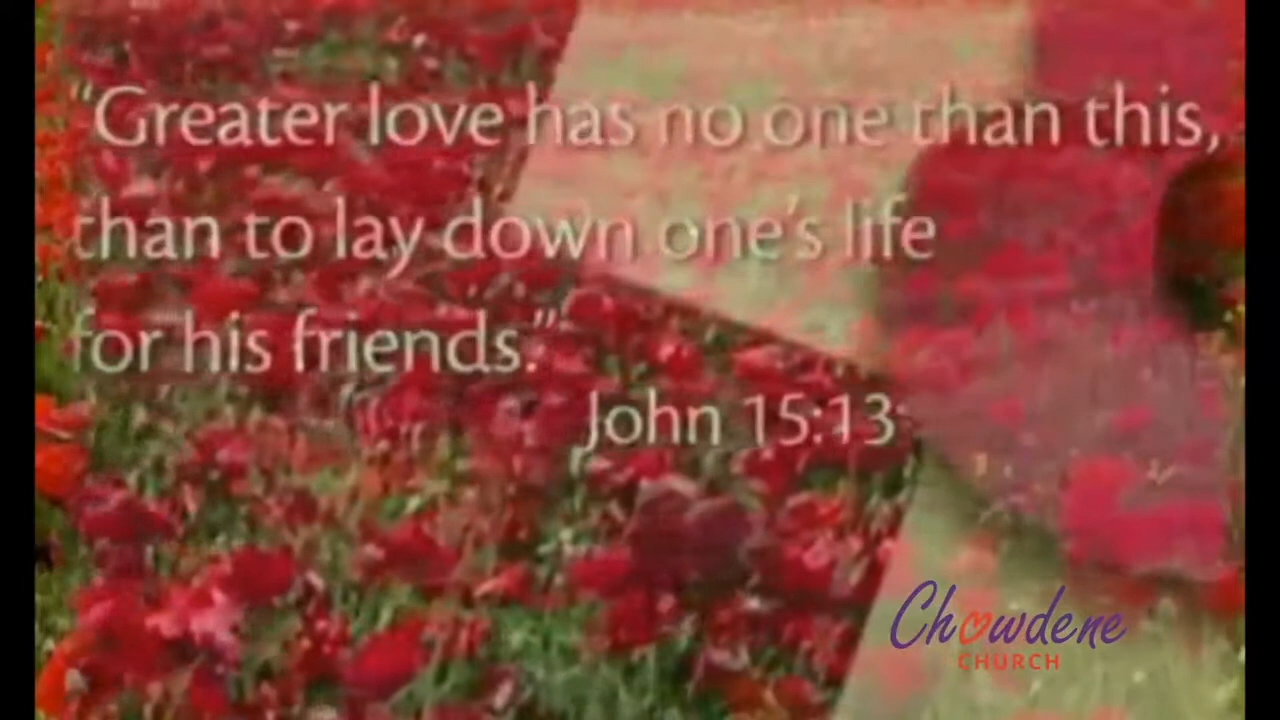 “Greater love has no one than this,
than to lay down one’s life
for his friends.”
John 15:13
Chowdene
CHURCH